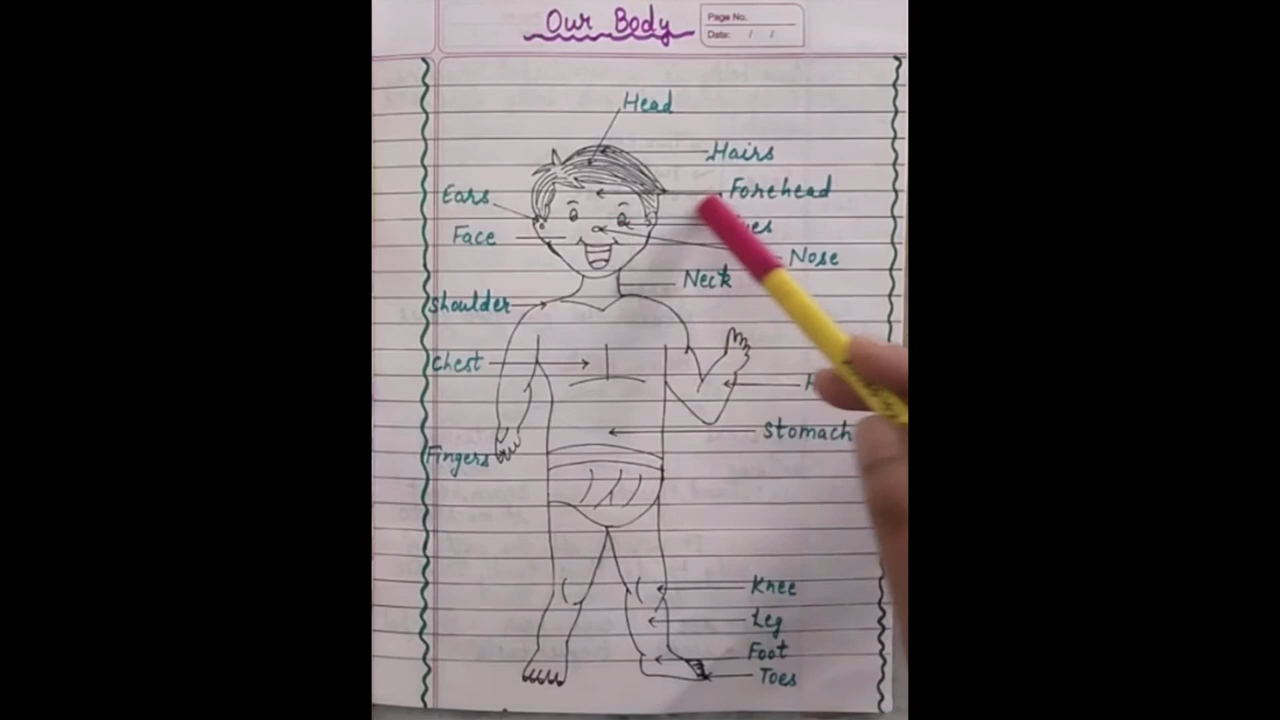 Our Body
Page No.
Date: / /
Head
Hairs
Forehead
Ears
Face
Nose
Neck
Shoulder
Chest
Stomach
Fingers
Knee
Leg
Foot
Toes